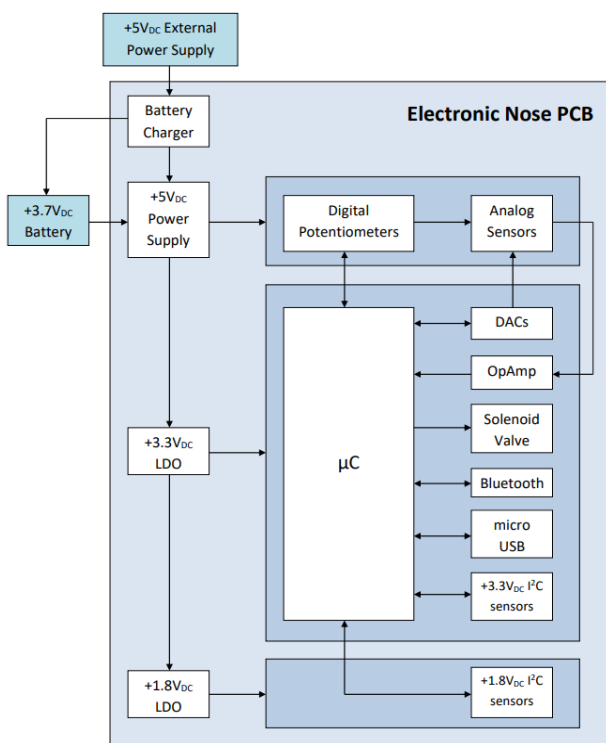 +5VDC External
Power Supply
Electronic Nose PCB
Battery
Charger
+3.7VDC
Battery
+5VDC
Power
Supply
Digital
Potentiometers
Analog
Sensors
DACs
OpAmp
Solenoid
Valve
+3.3VDC
LDO
µC
Bluetooth
micro
USB
+3.3VDC I²C
sensors
+1.8VDC
LDO
+1.8VDC I²C
sensors